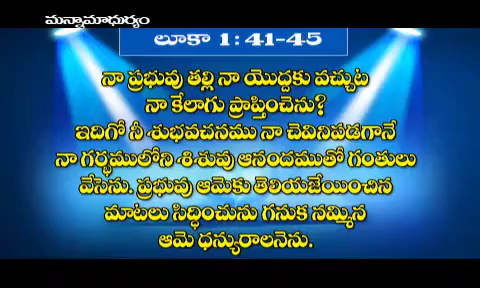 మన్నామాధుర్యం
లూకా 1: 41-45
నా ప్రభువు తల్లి నా యొద్దకు వచ్చుట
నా కేలాగు ప్రాప్తించెను?
ఇదిగో నీ శుభవచనము నా చెవినిపడగానే
నా గర్భములోని శిశువు ఆనందముతో గంతులు
వేసెను. ప్రభువు ఆమెకు తెలియజేయించిన
మాటలు సిద్ధించును గనుక నమ్మిన
ఆమె ధన్యురాలనెను.